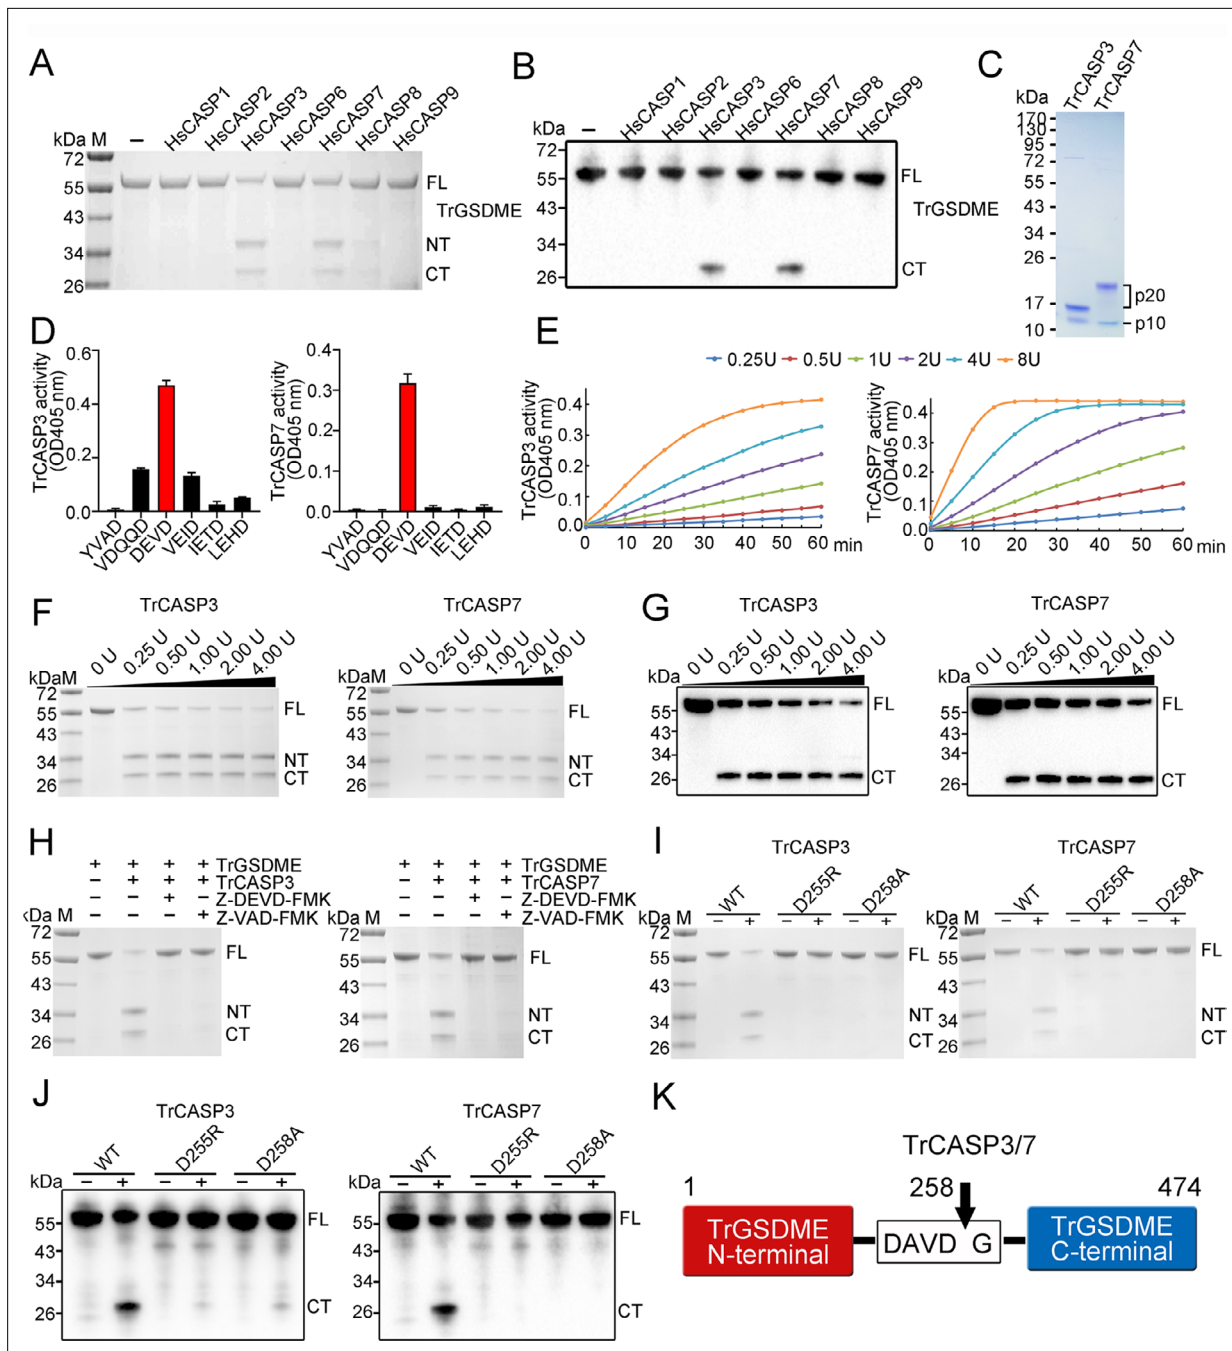 A
kDa M – HsCASP1 HsCASP2 HsCASP3 HsCASP6 HsCASP7 HsCASP8 HsCASP9
72
55 FL
TrGSDME
43
34 NT
CT
26
B
kDa – HsCASP1 HsCASP2 HsCASP3 HsCASP6 HsCASP7 HsCASP8 HsCASP9
72
55 FL
43 TrGSDME
34
26 CT
C
kDa TrCASP3 TrCASP7
170
130
95
72
55
43
34
26
17 p20
10 p10
D
TrCASP3 activity
(OD405 nm)
0.6
0.4
0.2
0.0
YVAD VDQQD DEVD VEID IETD LEHD
TrCASP7 activity
(OD405 nm)
0.4
0.3
0.2
0.1
0.0
YVAD VDQQD DEVD VEID IETD LEHD
E
0.25U 0.5U 1U 2U 4U 8U
TrCASP3 activity
(OD405 nm)
0.4
0.3
0.2
0.1
0.0
0 10 20 30 40 50 60 min
TrCASP7 activity
(OD405 nm)
0.4
0.3
0.2
0.1
0.0
0 10 20 30 40 50 60 min
F
TrCASP3
kDa M 0 U 0.25 U 0.50 U 1.00 U 2.00 U 4.00 U
72
55 FL
43
34 NT
26 CT
TrCASP7
kDa M 0 U 0.25 U 0.50 U 1.00 U 2.00 U 4.00 U
72
55 FL
43
34 NT
26 CT
G
TrCASP3
kDa 0 U 0.25 U 0.50 U 1.00 U 2.00 U 4.00 U
72
55 FL
43
34
26 CT
TrCASP7
kDa 0 U 0.25 U 0.50 U 1.00 U 2.00 U 4.00 U
72
55 FL
43
34
26 CT
H
+ + + + TrGSDME
– + + + TrCASP3
– – + – Z-DEVD-FMK
kDa M – – – + Z-VAD-FMK
72
55 FL
43
34 NT
26 CT
+ + + + TrGSDME
– + + + TrCASP7
– – + – Z-DEVD-FMK
kDa M – – – + Z-VAD-FMK
72
55 FL
43
34 NT
26 CT
I
TrCASP3
WT D255R D258A
kDa M – + – + – +
72
55 FL
43
34 NT
26 CT
TrCASP7
WT D255R D258A
kDa M – + – + – +
72
55 FL
43
34 NT
26 CT
J
TrCASP3
WT D255R D258A
kDa – + – + – +
55 FL
43
34
26 CT
TrCASP7
WT D255R D258A
kDa – + – + – +
55 FL
43
34
26 CT
K
TrCASP3/7
1 258 474
TrGSDME
N-terminal
DAVD G
TrGSDME
C-terminal